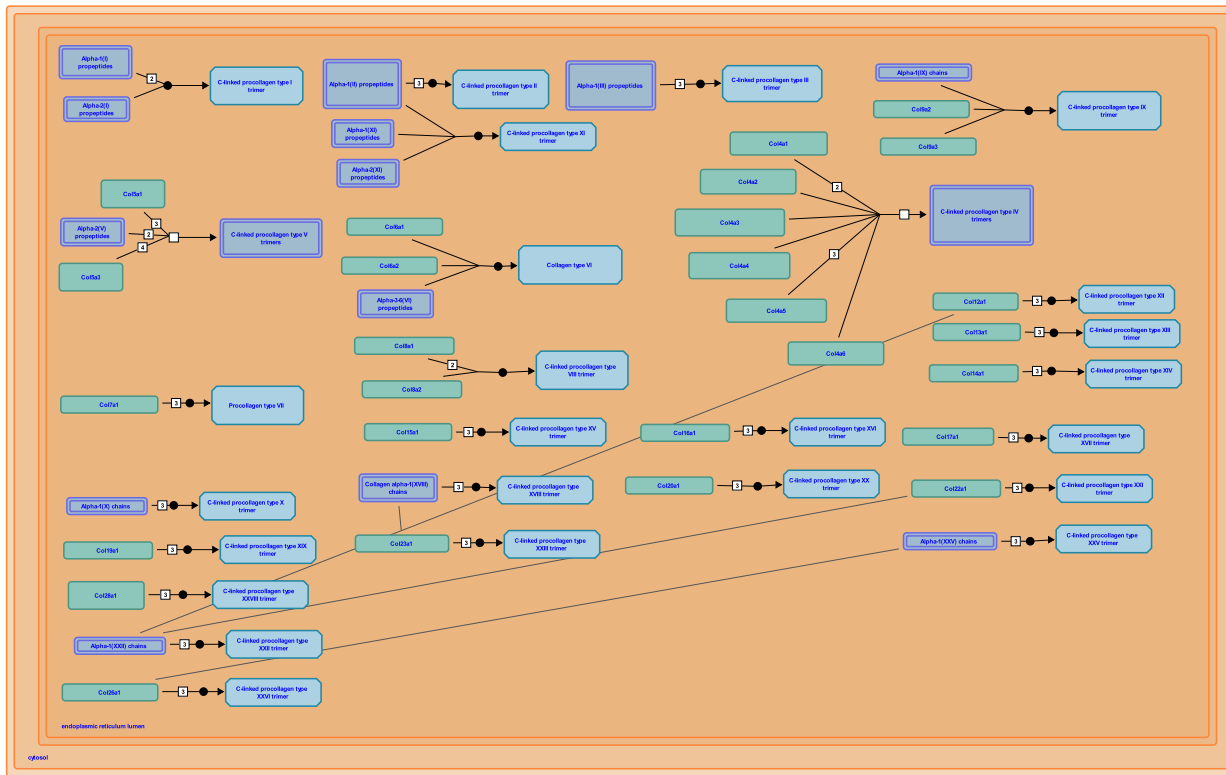 Alpha-1(I)
propeptides
2
C-linked procollagen type I
trimer
Alpha-2(I)
propeptides
Alpha-1(II) propeptides
3
C-linked procollagen type II
trimer
Alpha-1(XI)
propeptides
C-linked procollagen type XI
trimer
Alpha-2(XI)
propeptides
Alpha-1(III) propeptides
3
C-linked procollagen type III
trimer
Alpha-1(IX) chains
Col9a2
Col9a3
C-linked procollagen type IX
trimer
Col4a1
Col4a2
Col4a3
Col4a4
Col4a5
Col4a6
2
3
C-linked procollagen type IV
trimers
Col5a1
Alpha-2(V)
propeptides
Col5a3
3
2
4
C-linked procollagen type V
trimers
Col6a1
Col6a2
Alpha-3-6(VI)
propeptides
Collagen type VI
Col12a1
3
C-linked procollagen type XII
trimer
Col13a1
3
C-linked procollagen type XIII
trimer
Col14a1
3
C-linked procollagen type XIV
trimer
Col8a1
2
Col8a2
C-linked procollagen type
VIII trimer
Col7a1
3
Procollagen type VII
Col15a1
3
C-linked procollagen type XV
trimer
Col16a1
3
C-linked procollagen type XVI
trimer
Col17a1
3
C-linked procollagen type
XVII trimer
Alpha-1(X) chains
3
C-linked procollagen type X
trimer
Collagen alpha-1(XVIII)
chains
3
C-linked procollagen type
XVIII trimer
Col20a1
3
C-linked procollagen type XX
trimer
Col22a1
3
C-linked procollagen type XXI
trimer
Col19a1
3
C-linked procollagen type XIX
trimer
Col23a1
3
C-linked procollagen type
XXIII trimer
Alpha-1(XXV) chains
3
C-linked procollagen type
XXV trimer
Col28a1
3
C-linked procollagen type
XXVIII trimer
Alpha-1(XXII) chains
3
C-linked procollagen type
XXII trimer
Col26a1
3
C-linked procollagen type
XXVI trimer
endoplasmic reticulum lumen
cytosol